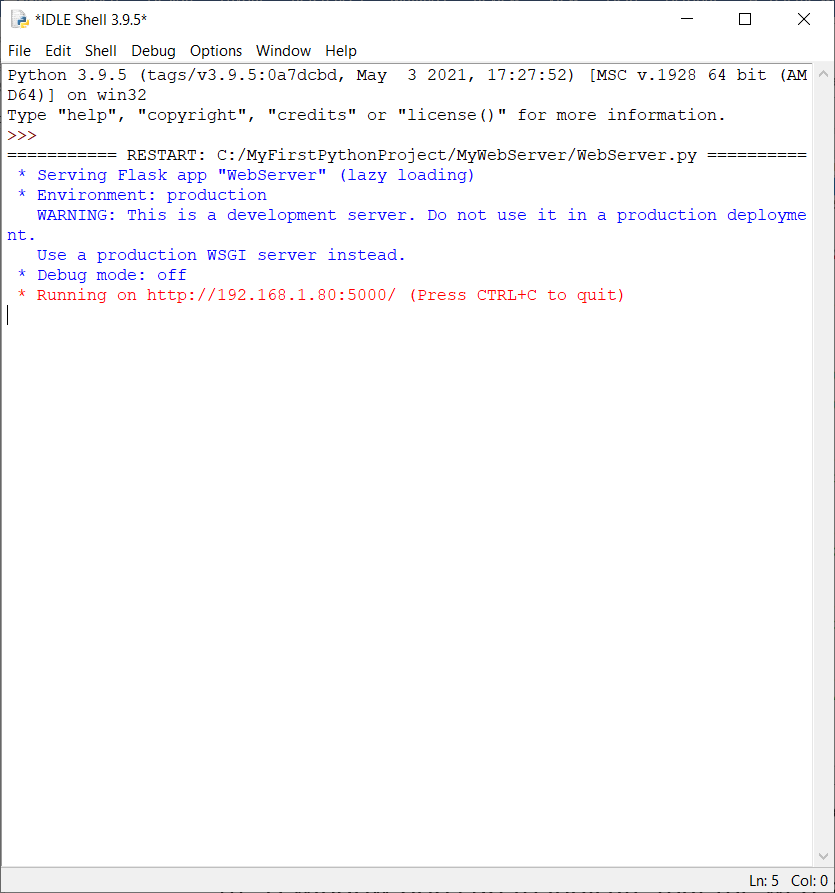 *IDLE Shell 3.9.5*
File Edit Shell Debug Options Window Help
Python 3.9.5 (tags/v3.9.5:0a7dcbd, May  3 2021, 17:27:52) [MSC v.1928 64 bit (AM
D64)] on win32
Type "help", "copyright", "credits" or "license()" for more information.
>>>
=========== RESTART: C:/MyFirstPythonProject/MyWebServer/WebServer.py ==========
 * Serving Flask app "WebServer" (lazy loading)
 * Environment: production
   WARNING: This is a development server. Do not use it in a production deployme
nt.
   Use a production WSGI server instead.
 * Debug mode: off
 * Running on http://192.168.1.80:5000/ (Press CTRL+C to quit)
Ln: 5 Col: 0